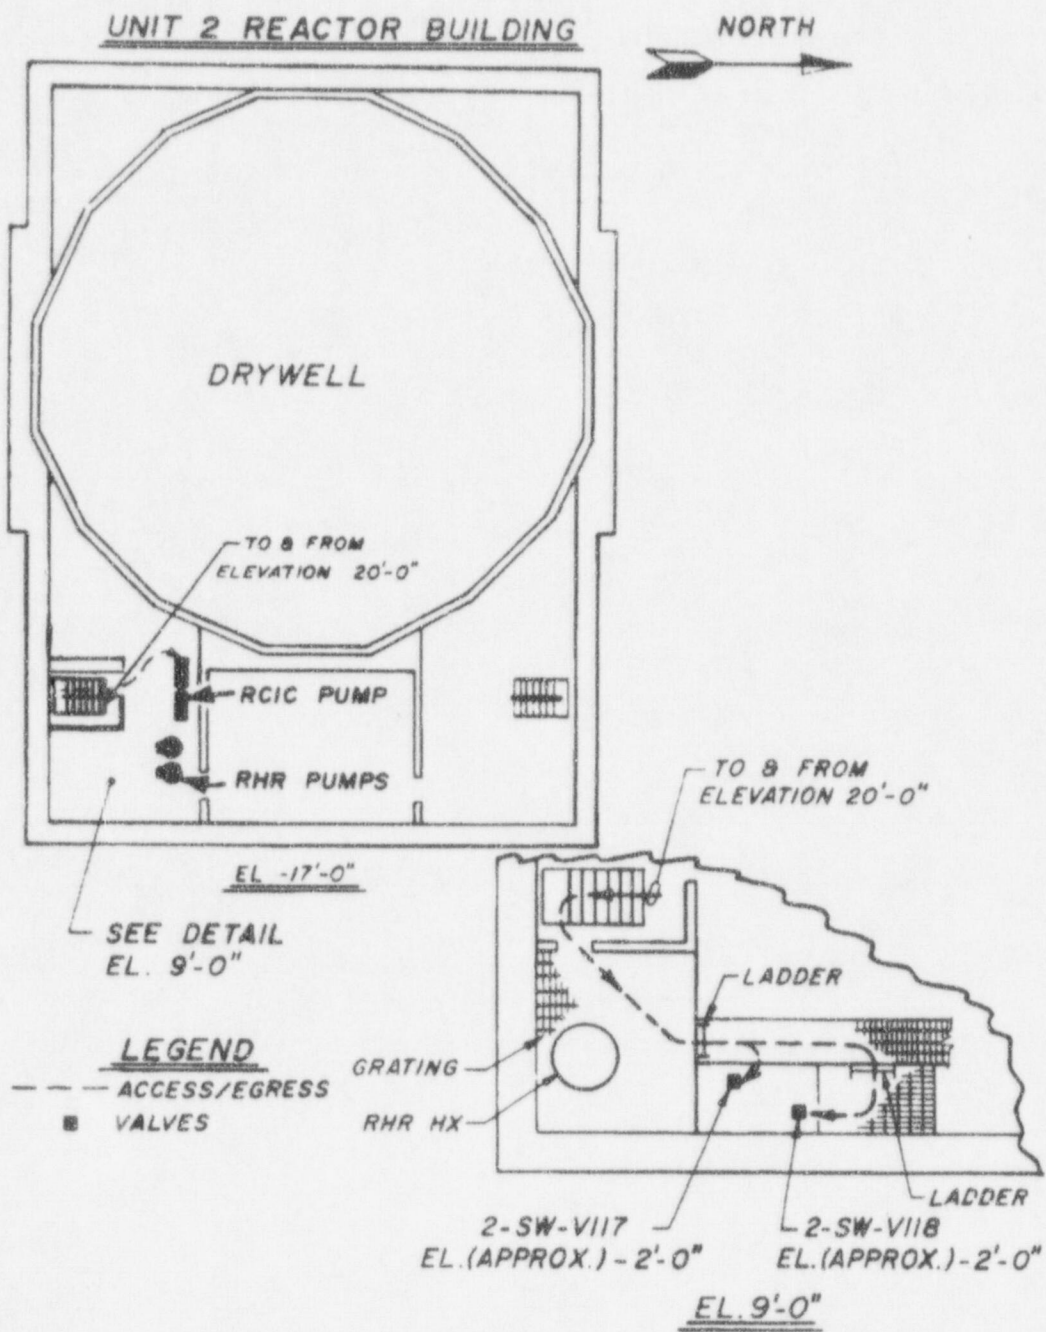 UNIT 2 REACTOR BUILDING
NORTH
DRYWELL
TO & FROM
ELEVATION 20'-0"
RCIC PUMP
RHR PUMPS
EL -17'-0"
SEE DETAIL
EL. 9'-0"
LEGEND
ACCESS/EGRESS
VALVES
TO & FROM
ELEVATION 20'-0"
LADDER
GRATING
RHR HX
LADDER
2-SW-V117
EL.(APPROX.)-2'-0"
2-SW-V118
EL.(APPROX.)-2'-0"
EL. 9'-0"